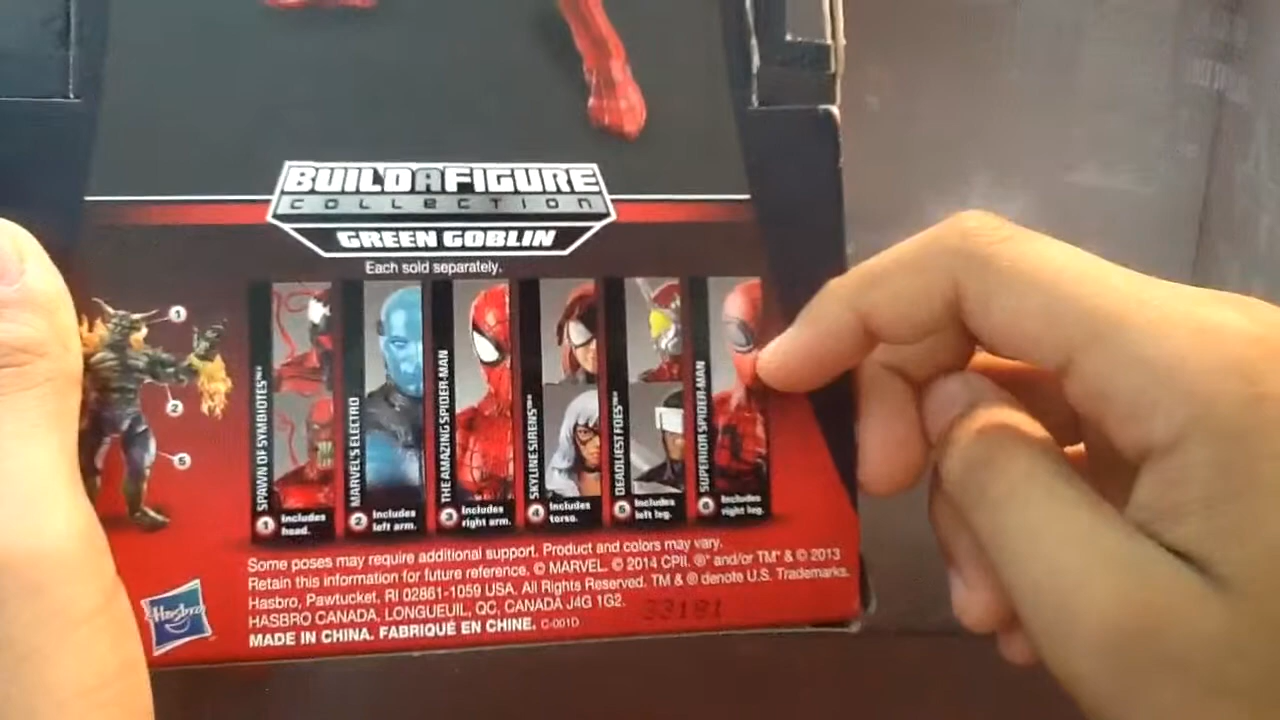 BUILDAFIGURE
COLLECTION
GREEN GOBLIN
Each sold separately.
1
2
5
SPAWN OF SYMBIOTES™
1 Includes
head.
MARVEL'S ELECTRO
2 Includes
left arm.
THE AMAZING SPIDER-MAN
3 Includes
right arm.
SKYLINE SIRENS™
4 Includes
torso.
DEADLIEST FOES™
5 Includes
left leg.
SUPERIOR SPIDER-MAN
6 Includes
right leg.
Some poses may require additional support. Product and colors may vary.
Retain this information for future reference. © MARVEL. © 2014 CPII. ®* and/or TM* & © 2013
Hasbro, Pawtucket, RI 02861-1059 USA. All Rights Reserved. TM & ® denote U.S. Trademarks.
HASBRO CANADA, LONGUEUIL, QC, CANADA J4G 1G2.
33181
MADE IN CHINA. FABRIQUÉ EN CHINE. C-001D
Hasbro